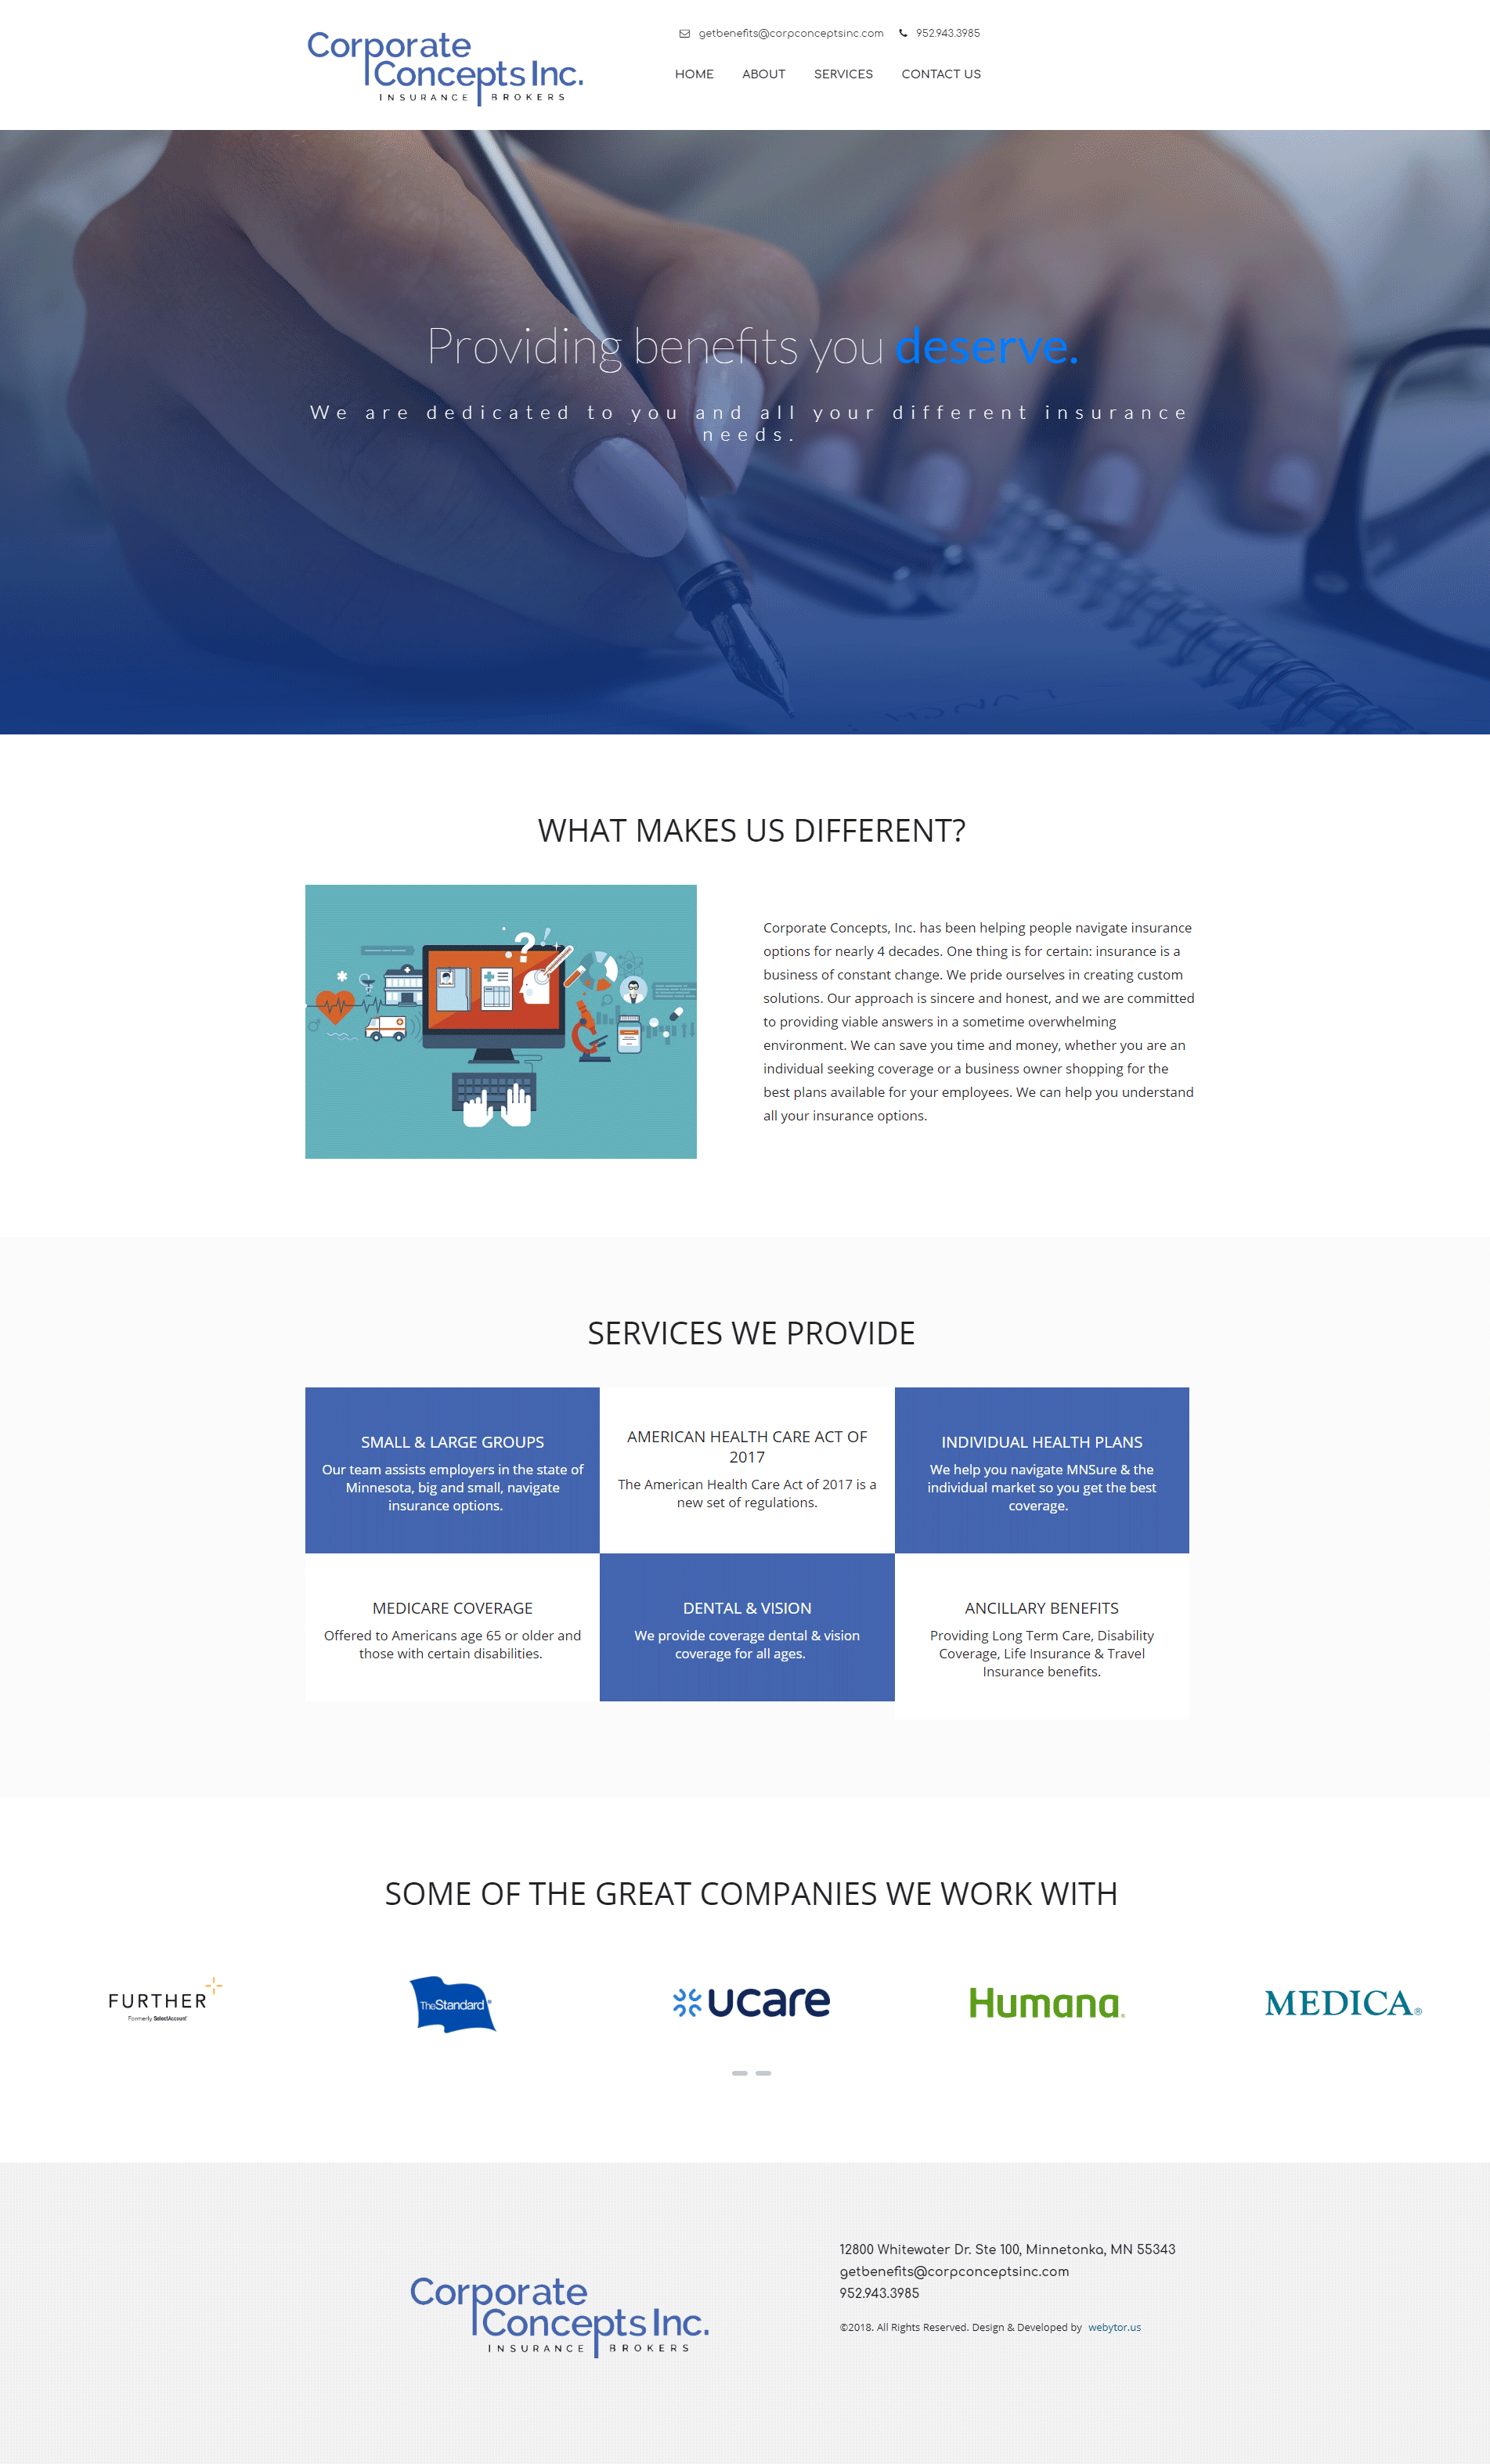 Corporate
Concepts Inc.
INSURANCE BROKERS
getbenefits@corpconceptsinc.com 952.943.3985
HOME ABOUT SERVICES CONTACT US
Providing benefits you deserve.
We are dedicated to you and all your different insurance
needs.
WHAT MAKES US DIFFERENT?
?!
Corporate Concepts, Inc. has been helping people navigate insurance
options for nearly 4 decades. One thing is for certain: insurance is a
business of constant change. We pride ourselves in creating custom
solutions. Our approach is sincere and honest, and we are committed
to providing viable answers in a sometime overwhelming
environment. We can save you time and money, whether you are an
individual seeking coverage or a business owner shopping for the
best plans available for your employees. We can help you understand
all your insurance options.
SERVICES WE PROVIDE
SMALL & LARGE GROUPS
Our team assists employers in the state of
Minnesota, big and small, navigate
insurance options.
AMERICAN HEALTH CARE ACT OF
2017
The American Health Care Act of 2017 is a
new set of regulations.
INDIVIDUAL HEALTH PLANS
We help you navigate MNSure & the
individual market so you get the best
coverage.
MEDICARE COVERAGE
Offered to Americans age 65 or older and
those with certain disabilities.
DENTAL & VISION
We provide coverage dental & vision
coverage for all ages.
ANCILLARY BENEFITS
Providing Long Term Care, Disability
Coverage, Life Insurance & Travel
Insurance benefits.
SOME OF THE GREAT COMPANIES WE WORK WITH
FURTHER
Formerly SelectAccount
TheStandard®
ucare
Humana®
MEDICA®
Corporate
Concepts Inc.
INSURANCE BROKERS
12800 Whitewater Dr. Ste 100, Minnetonka, MN 55343
getbenefits@corpconceptsinc.com
952.943.3985
©2018. All Rights Reserved. Design & Developed by webytor.us